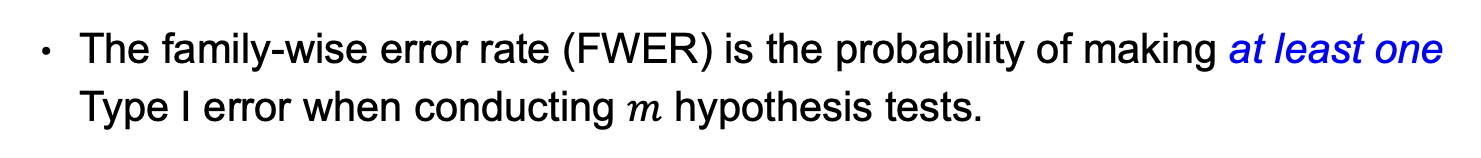 • The family-wise error rate (FWER) is the probability of making at least one
Type I error when conducting m hypothesis tests.